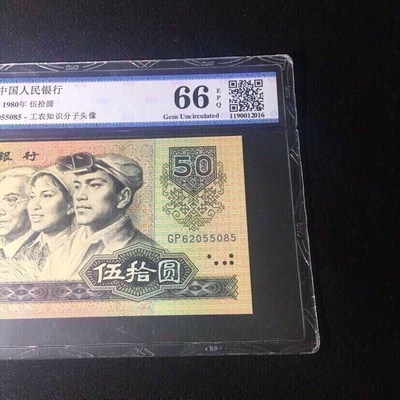 中国人民银行
1980年 伍拾圆
055085 - 工农知识分子头像
66 EPQ
Gem Uncirculated
1190012016
银行
50
GP62055085
伍拾圆